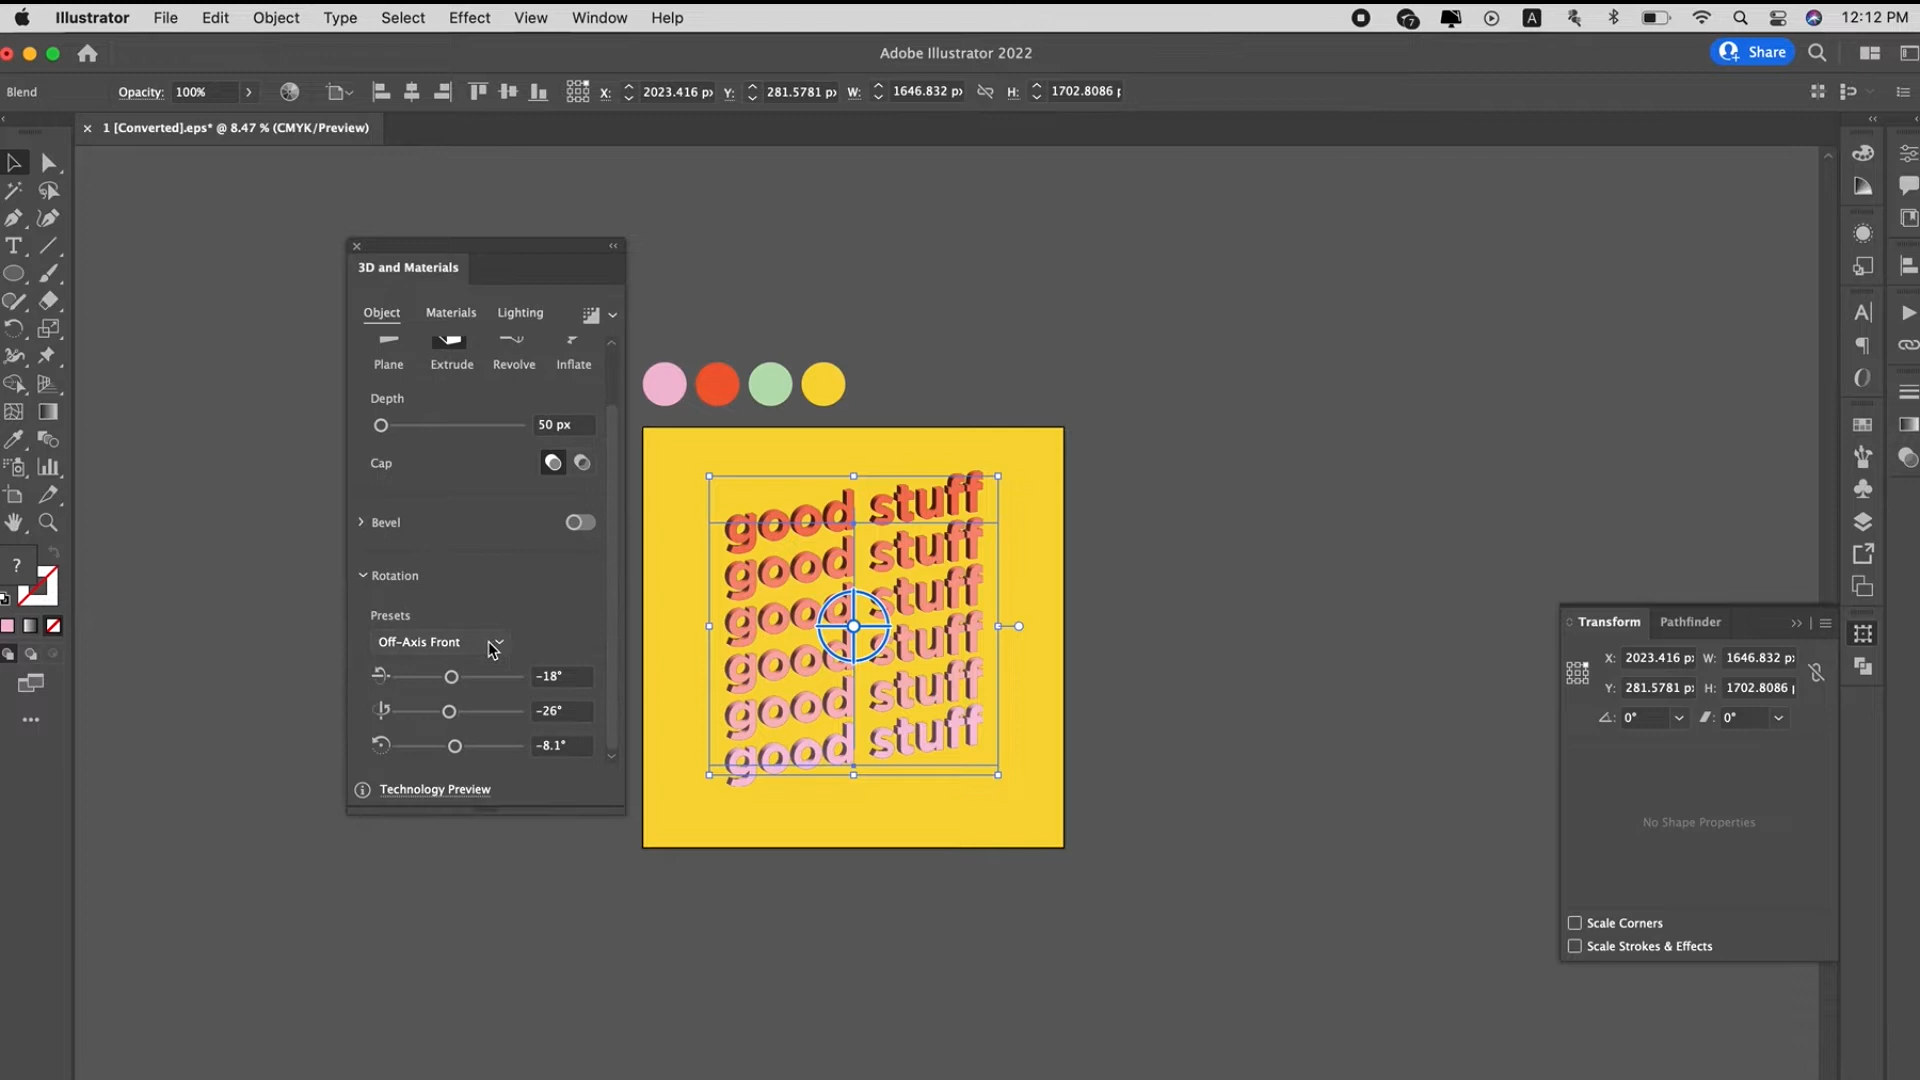 Illustrator File Edit Object Type Select Effect View Window Help
7 A 12:12 PM
Adobe Illustrator 2022
Share
Blend Opacity: 100% X: 2023.416 px Y: 281.5781 px W: 1646.832 px H: 1702.8086 p
1 [Converted].eps* @ 8.47 % (CMYK/Preview)
3D and Materials
Object Materials Lighting
Plane Extrude Revolve Inflate
Depth
50 px
Cap
Bevel
Rotation
Presets
Off-Axis Front
-18°
-26°
-8.1°
Technology Preview
good stuff
good stuff
good stuff
good stuff
good stuff
good stuff
?
Transform Pathfinder
X: 2023.416 p W: 1646.832 p
Y: 281.5781 p H: 1702.8086 p
0° 0°
No Shape Properties
Scale Corners
Scale Strokes & Effects